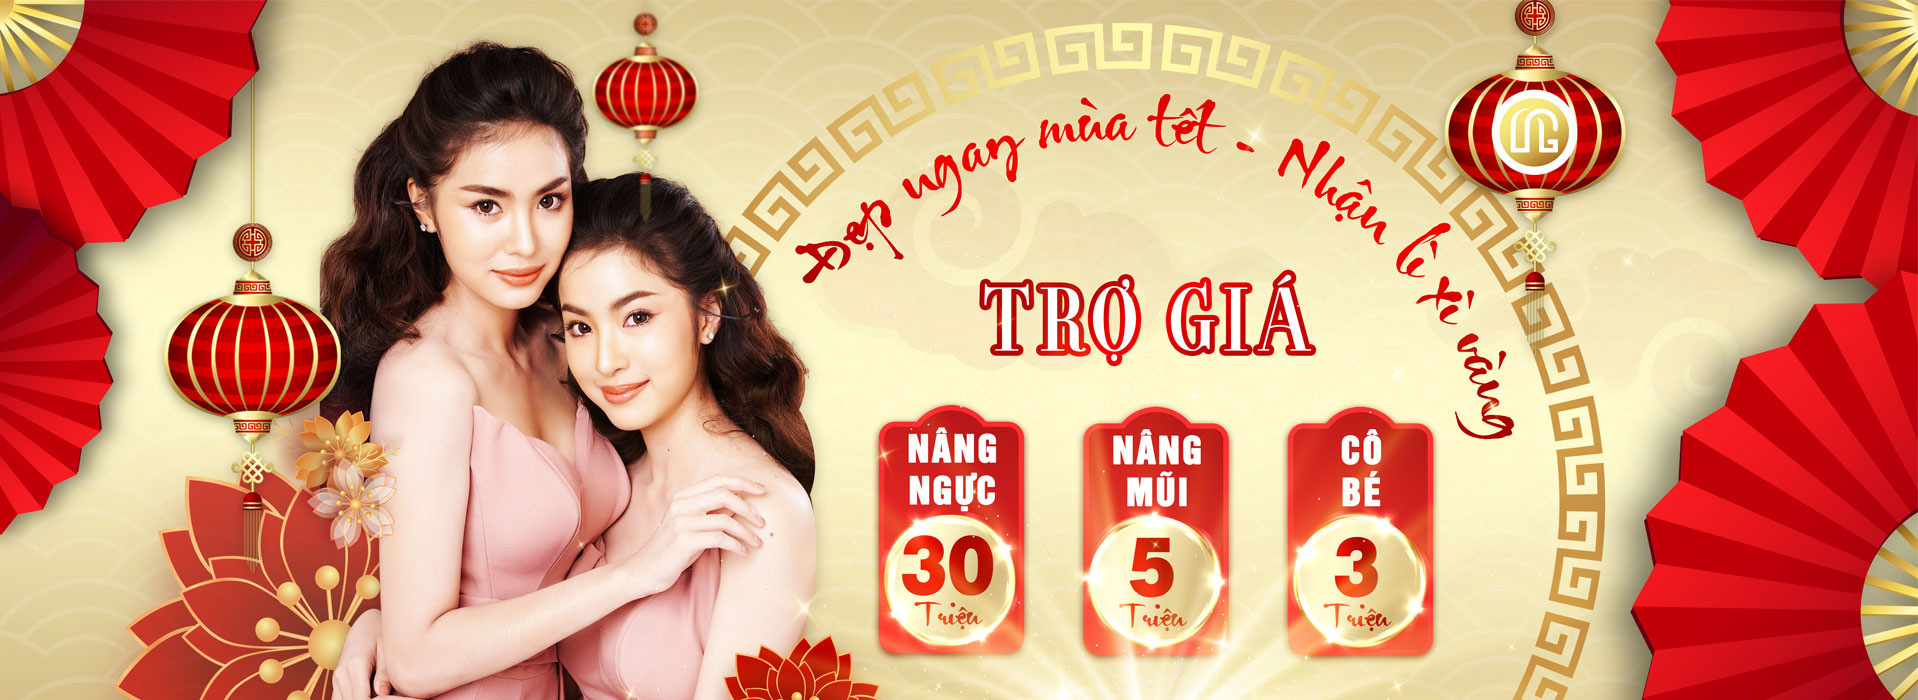 Đẹp ngay mùa tết - Nhận lì xì vàng
TRỢ GIÁ
NÂNG
NGỰC
30
Triệu
NÂNG
MŨI
5
Triệu
CÔ
BÉ
3
Triệu